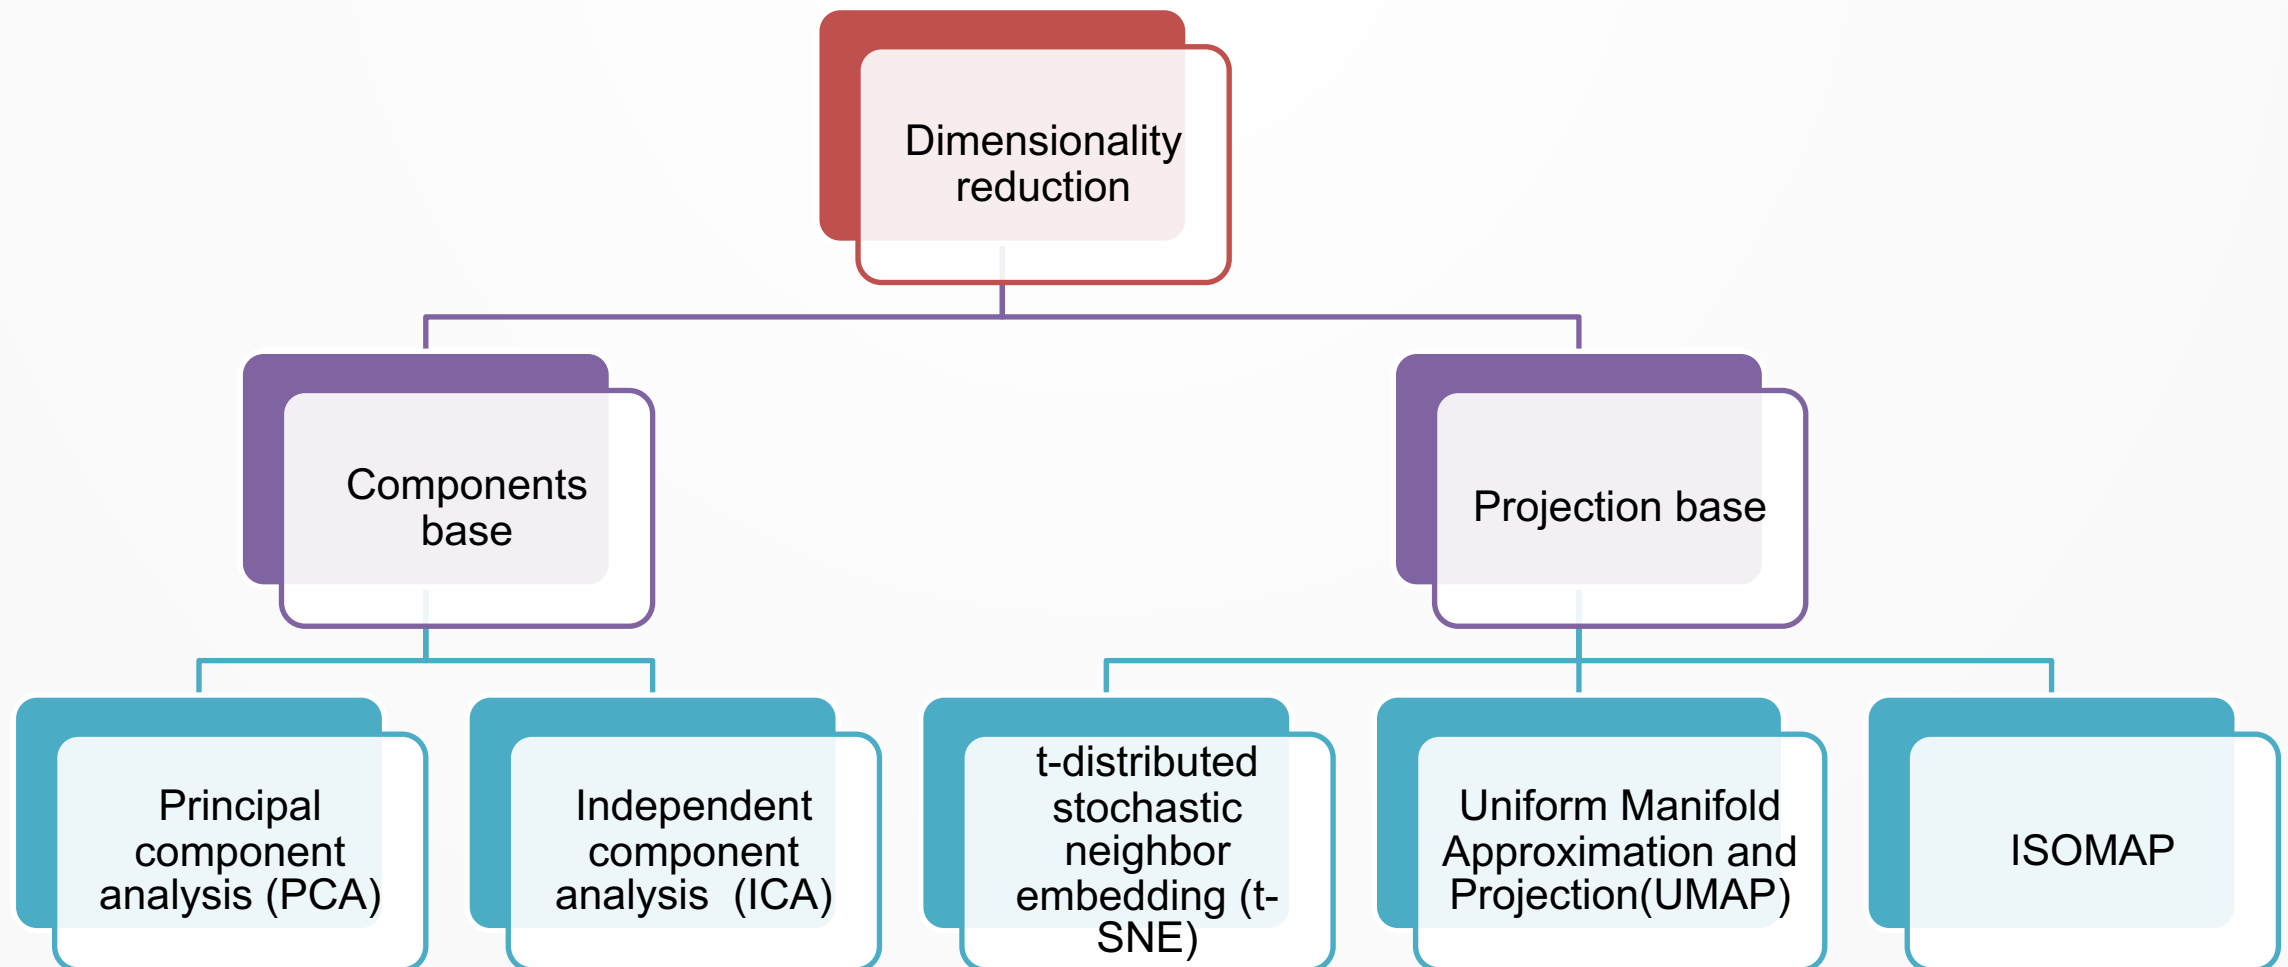 Dimensionality
reduction
Components
base
Projection base
Principal
component
analysis (PCA)
Independent
component
analysis  (ICA)
t-distributed
stochastic
neighbor
embedding (t-
SNE)
Uniform Manifold
Approximation and
Projection(UMAP)
ISOMAP